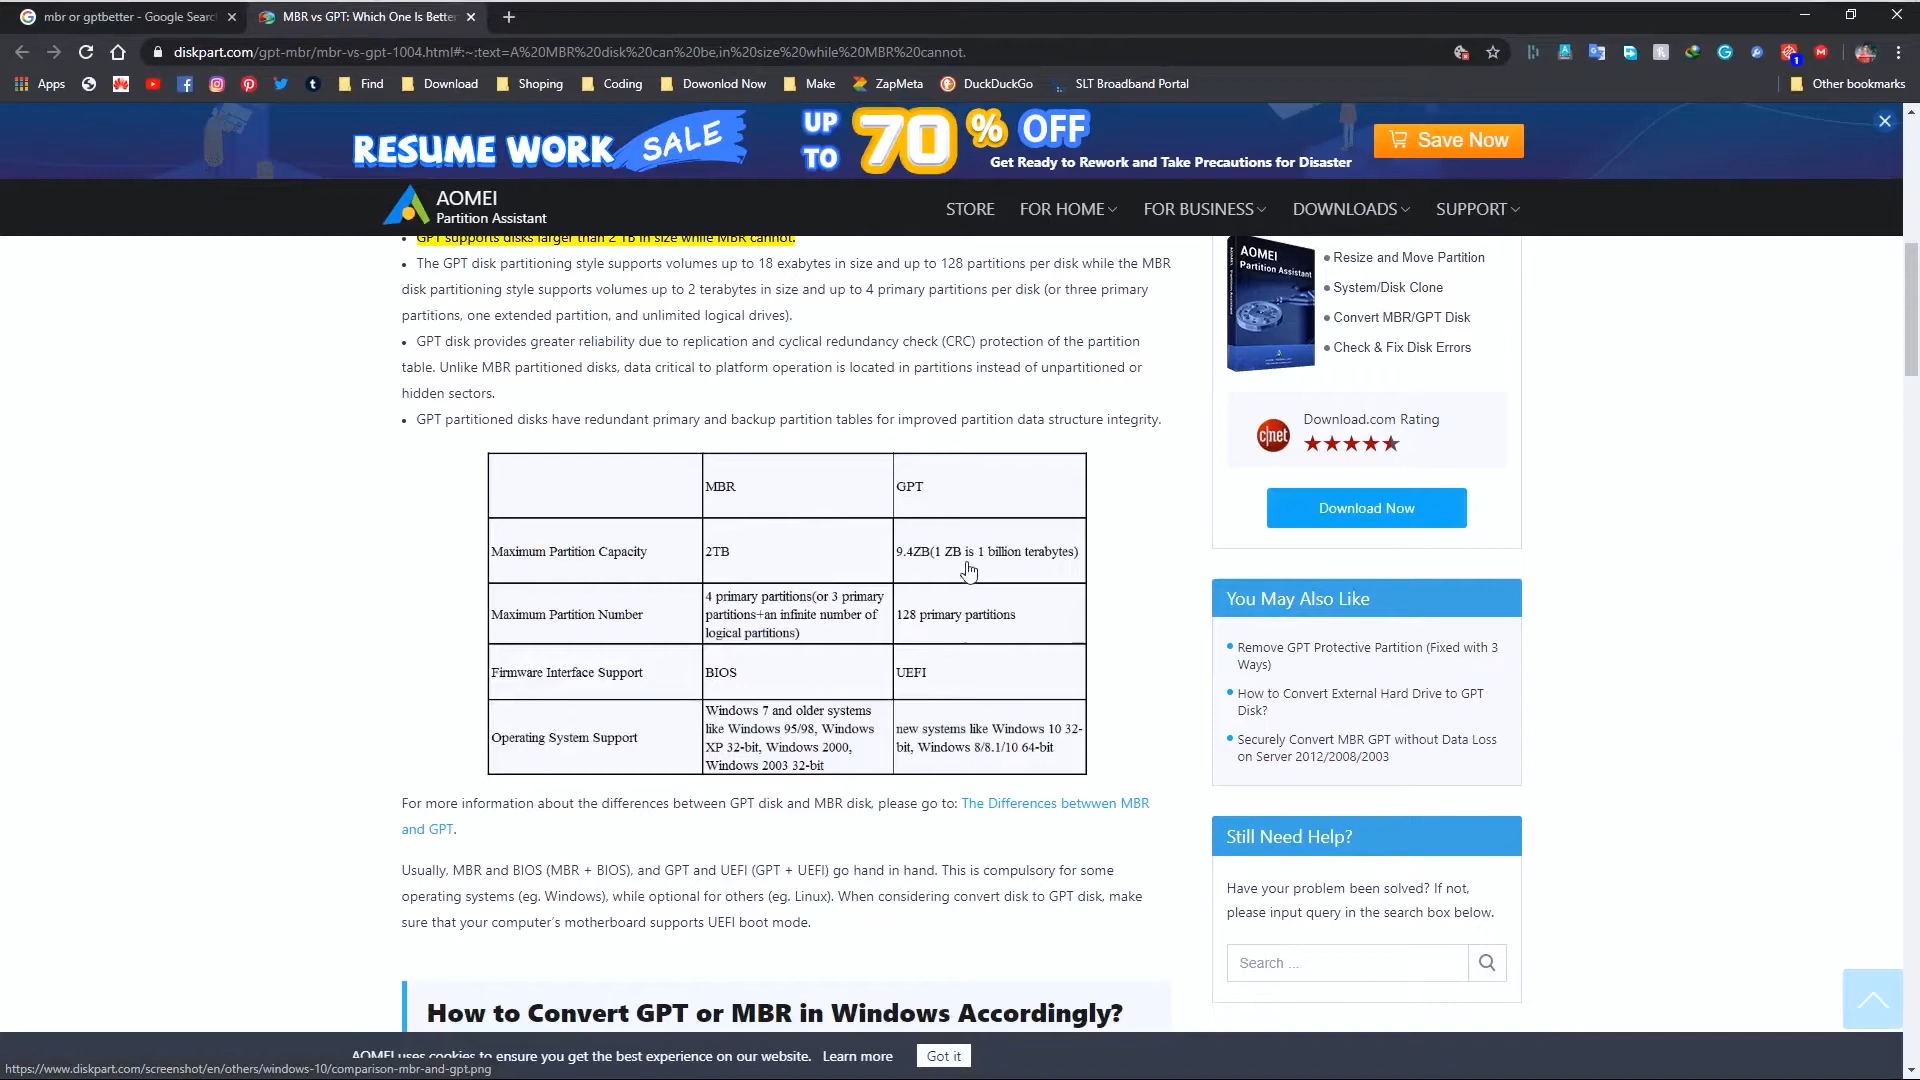 mbr or gptbetter - Google Searc
MBR vs GPT: Which One Is Better
diskpart.com/gpt-mbr/mbr-vs-gpt-1004.html#:~:text=A%20MBR%20disk%20can%20be,in%20size%20while%20MBR%20cannot.
Apps
Find
Download
Shoping
Coding
Dowonlod Now
Make
ZapMeta
DuckDuckGo
SLT Broadband Portal
Other bookmarks
RESUME WORK SALE
UP TO 70% OFF
Get Ready to Rework and Take Precautions for Disaster
Save Now
AOMEI
Partition Assistant
STORE
FOR HOME
FOR BUSINESS
DOWNLOADS
SUPPORT
• GPT supports disks larger than 2 TB in size while MBR cannot.
• The GPT disk partitioning style supports volumes up to 18 exabytes in size and up to 128 partitions per disk while the MBR
disk partitioning style supports volumes up to 2 terabytes in size and up to 4 primary partitions per disk (or three primary
partitions, one extended partition, and unlimited logical drives).
• GPT disk provides greater reliability due to replication and cyclical redundancy check (CRC) protection of the partition
table. Unlike MBR partitioned disks, data critical to platform operation is located in partitions instead of unpartitioned or
hidden sectors.
• GPT partitioned disks have redundant primary and backup partition tables for improved partition data structure integrity.
MBR
GPT
Maximum Partition Capacity
2TB
9.4ZB(1 ZB is 1 billion terabytes)
Maximum Partition Number
4 primary partitions(or 3 primary
partitions+an infinite number of
logical partitions)
128 primary partitions
Firmware Interface Support
BIOS
UEFI
Operating System Support
Windows 7 and older systems
like Windows 95/98, Windows
XP 32-bit, Windows 2000,
Windows 2003 32-bit
new systems like Windows 10 32-
bit, Windows 8/8.1/10 64-bit
For more information about the differences between GPT disk and MBR disk, please go to: The Differences betwwen MBR
and GPT.
Usually, MBR and BIOS (MBR + BIOS), and GPT and UEFI (GPT + UEFI) go hand in hand. This is compulsory for some
operating systems (eg. Windows), while optional for others (eg. Linux). When considering convert disk to GPT disk, make
sure that your computer's motherboard supports UEFI boot mode.
How to Convert GPT or MBR in Windows Accordingly?
AOMEI
Partition Assistant
• Resize and Move Partition
• System/Disk Clone
• Convert MBR/GPT Disk
• Check & Fix Disk Errors
c|net
Download.com Rating
Download Now
You May Also Like
Remove GPT Protective Partition (Fixed with 3
Ways)
How to Convert External Hard Drive to GPT
Disk?
Securely Convert MBR GPT without Data Loss
on Server 2012/2008/2003
Still Need Help?
Have your problem been solved? If not,
please input query in the search box below.
Search ...
AOMEI uses cookies to ensure you get the best experience on our website. Learn more
Got it
https://www.diskpart.com/screenshot/en/others/windows-10/comparison-mbr-and-gpt.png